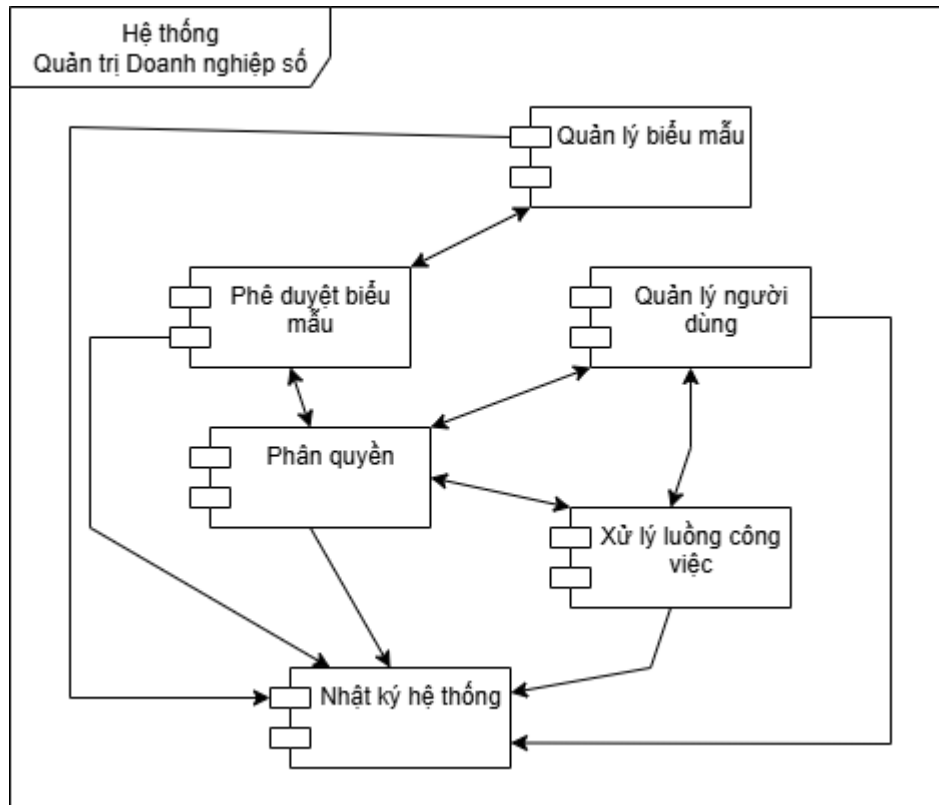 Hệ thống
Quản trị Doanh nghiệp số
Quản lý biểu mẫu
Phê duyệt biểu
mẫu
Quản lý người
dùng
Phân quyền
Xử lý luồng công
việc
Nhật ký hệ thống